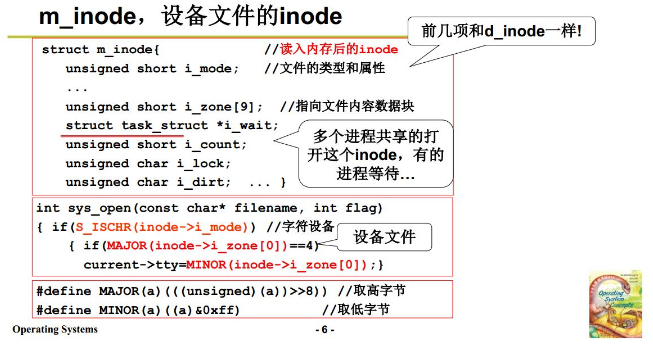 m_inode，设备文件的inode
前几项和d_inode一样!
struct m_inode{ //读入内存后的inode
unsigned short i_mode; //文件的类型和属性
...
unsigned short i_zone[9]; //指向文件内容数据块
struct task_struct *i_wait;
unsigned short i_count;
unsigned char i_lock;
unsigned char i_dirt; ... }
多个进程共享的打
开这个inode，有的
进程等待…
int sys_open(const char* filename, int flag)
{ if(S_ISCHR(inode->i_mode)) //字符设备
{ if(MAJOR(inode->i_zone[0])==4)
current->tty=MINOR(inode->i_zone[0]);}
设备文件
#define MAJOR(a)(((unsigned)(a))>>8)) //取高字节
#define MINOR(a)((a)&0xff) //取低字节
Operating
System
Concepts
Operating Systems
- 6 -